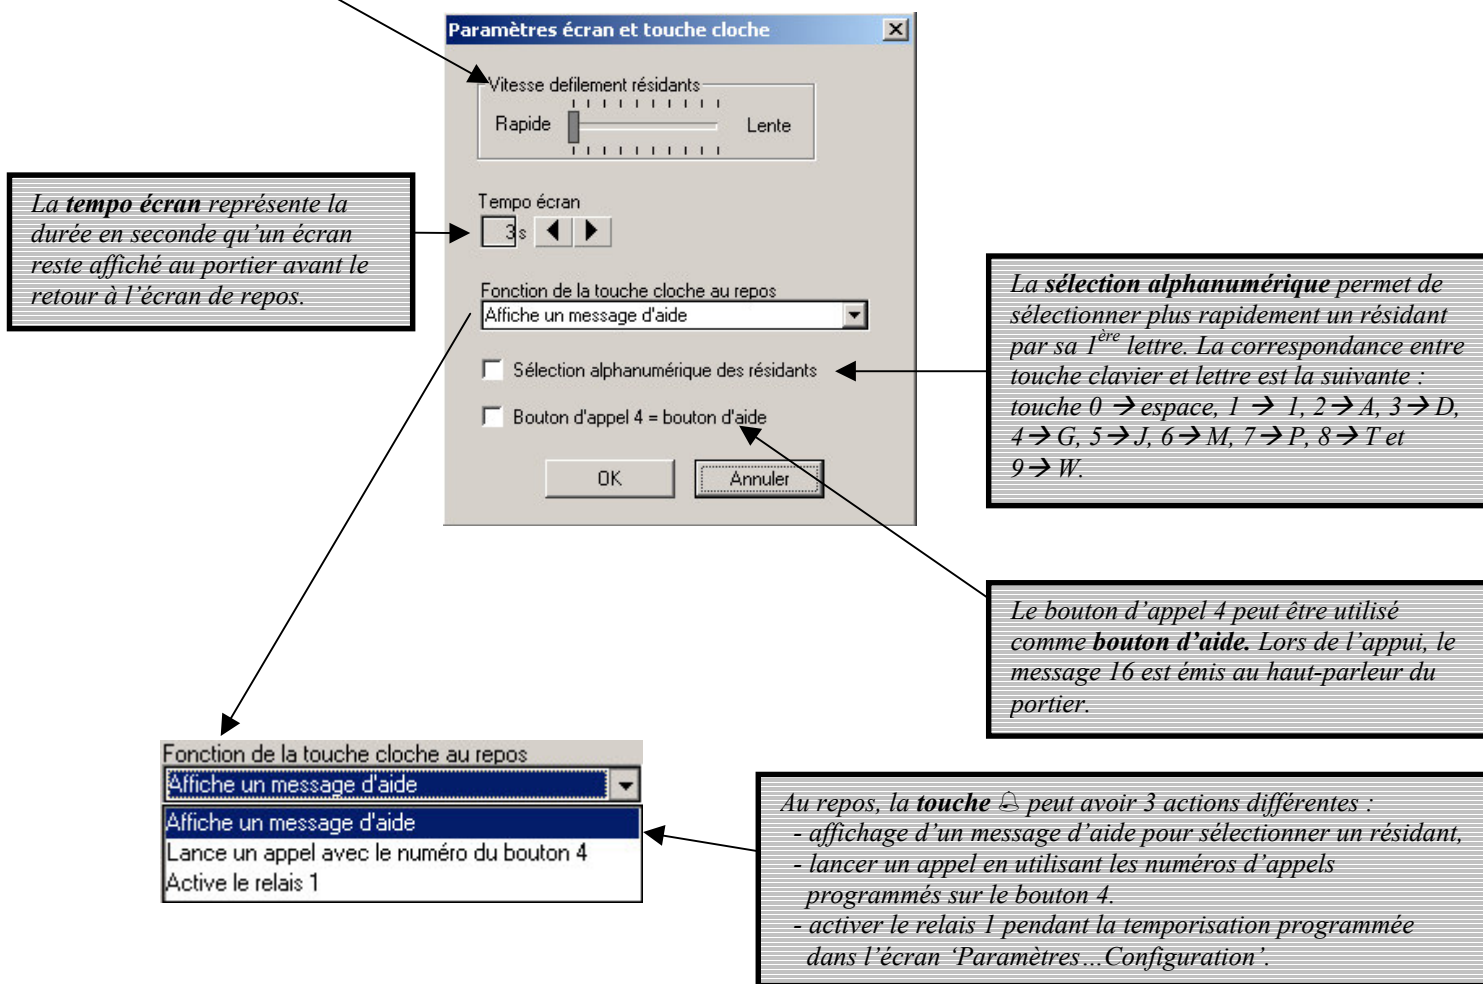 Paramètres écran et touche cloche
Vitesse defilement résidants
Rapide
Lente
Tempo écran
3 s
Fonction de la touche cloche au repos
Affiche un message d'aide
Sélection alphanumérique des résidants
Bouton d'appel 4 = bouton d'aide
OK
Annuler
La tempo écran représente la
durée en seconde qu'un écran
reste affiché au portier avant le
retour à l'écran de repos.
La sélection alphanumérique permet de
sélectionner plus rapidement un résidant
par sa 1ère lettre. La correspondance entre
touche clavier et lettre est la suivante :
touche 0 → espace, 1 → 1, 2→ A, 3→ D,
4→ G, 5→ J, 6→ M, 7→ P, 8→ T et
9→ W.
Le bouton d'appel 4 peut être utilisé
comme bouton d'aide. Lors de l'appui, le
message 16 est émis au haut-parleur du
portier.
Fonction de la touche cloche au repos
Affiche un message d'aide
Affiche un message d'aide
Lance un appel avec le numéro du bouton 4
Active le relais 1
Au repos, la touche 🔔 peut avoir 3 actions différentes :
- affichage d'un message d'aide pour sélectionner un résidant,
- lancer un appel en utilisant les numéros d'appels
programmés sur le bouton 4.
- activer le relais 1 pendant la temporisation programmée
dans l'écran 'Paramètres…Configuration'.